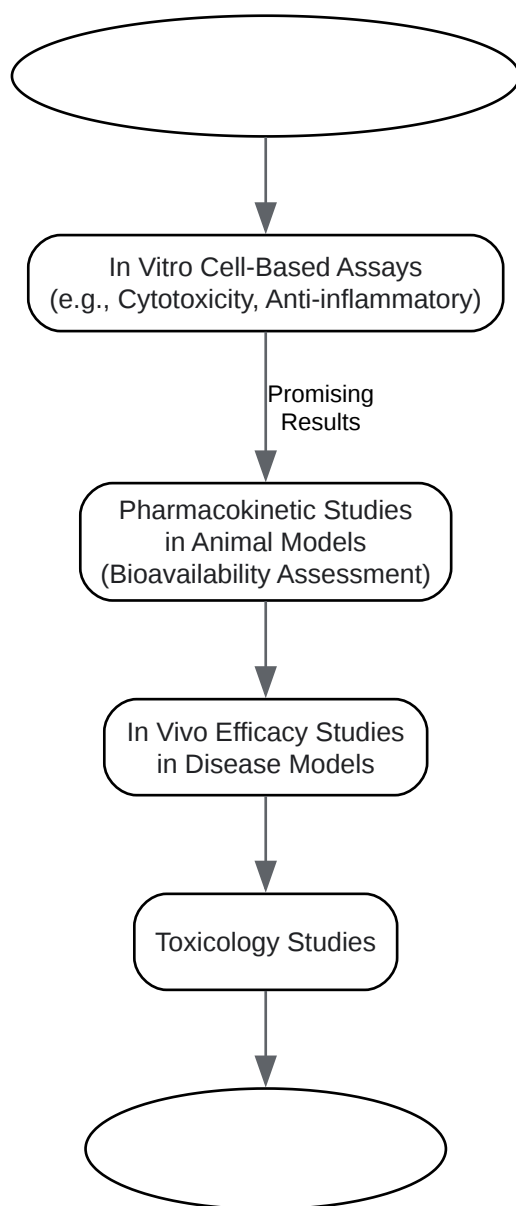 In Vitro Cell-Based Assays
(e.g., Cytotoxicity, Anti-inflammatory)
Promising
Results
Pharmacokinetic Studies
in Animal Models
(Bioavailability Assessment)
In Vivo Efficacy Studies
in Disease Models
Toxicology Studies